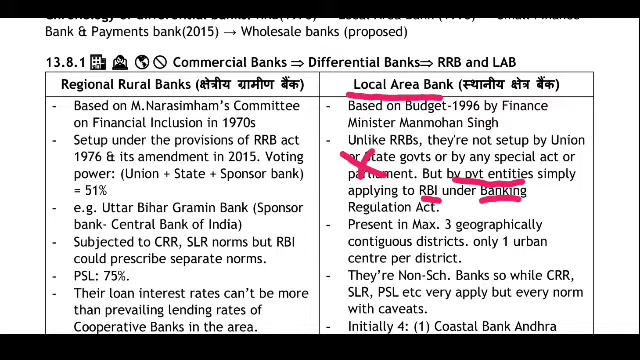 Bank & Payments bank(2015) → Wholesale banks (proposed)
13.8.1 Commercial Banks ⇒ Differential Banks⇒ RRB and LAB
Regional Rural Banks (क्षेत्रीय ग्रामीण बैंक)
- Based on M.Narasimham's Committee
on Financial Inclusion in 1970s
- Setup under the provisions of RRB act
1976 & its amendment in 2015. Voting
power: (Union + State + Sponsor bank)
= 51%
- e.g. Uttar Bihar Gramin Bank (Sponsor
bank- Central Bank of India)
- Subjected to CRR, SLR norms but RBI
could prescribe separate norms.
- PSL: 75%.
- Their loan interest rates can't be more
than prevailing lending rates of
Cooperative Banks in the area.
Local Area Bank (स्थानीय क्षेत्र बैंक)
- Based on Budget-1996 by Finance
Minister Manmohan Singh
- Unlike RRBs, they're not setup by Union
or State govts or by any special act or
parliament. But by pvt entities simply
applying to RBI under Banking
Regulation Act.
- Present in Max. 3 geographically
contiguous districts. only 1 urban
centre per district.
- They're Non-Sch. Banks so while CRR,
SLR, PSL etc very apply but every norm
with caveats.
- Initially 4: (1) Coastal Bank Andhra